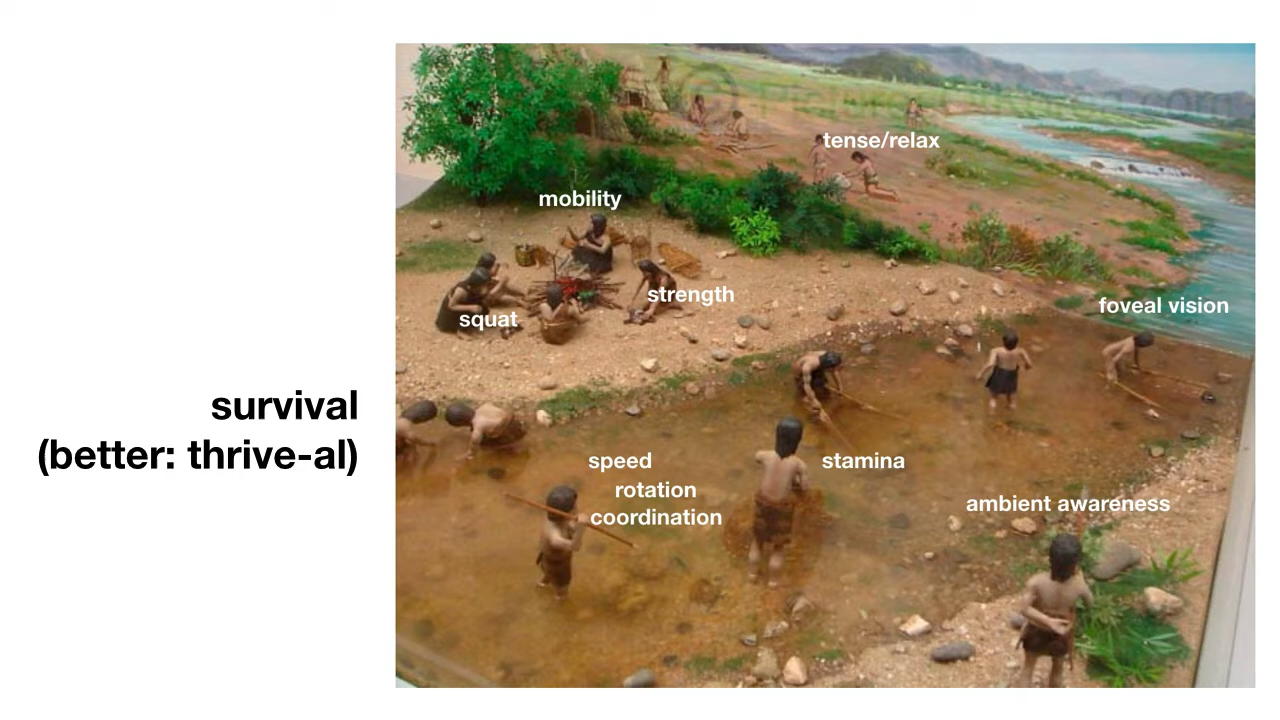 survival
(better: thrive-al)
tense/relax
mobility
strength
squat
foveal vision
speed
rotation
coordination
stamina
ambient awareness